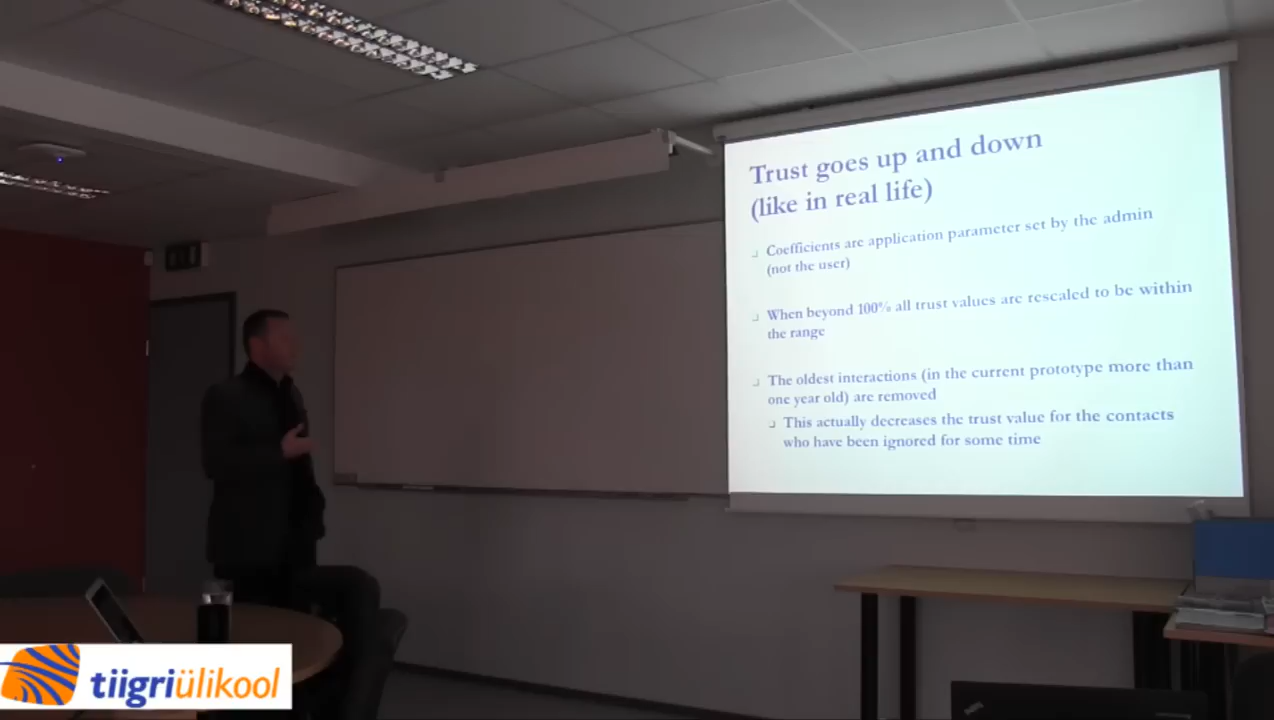 Trust goes up and down
(like in real life)
Coefficients are application parameter set by the admin
(not the user)
When beyond 100% all trust values are rescaled to be within
the range
The oldest interactions (in the current prototype more than
one year old) are removed
This actually decreases the trust value for the contacts
who have been ignored for some time
tiigriülikool